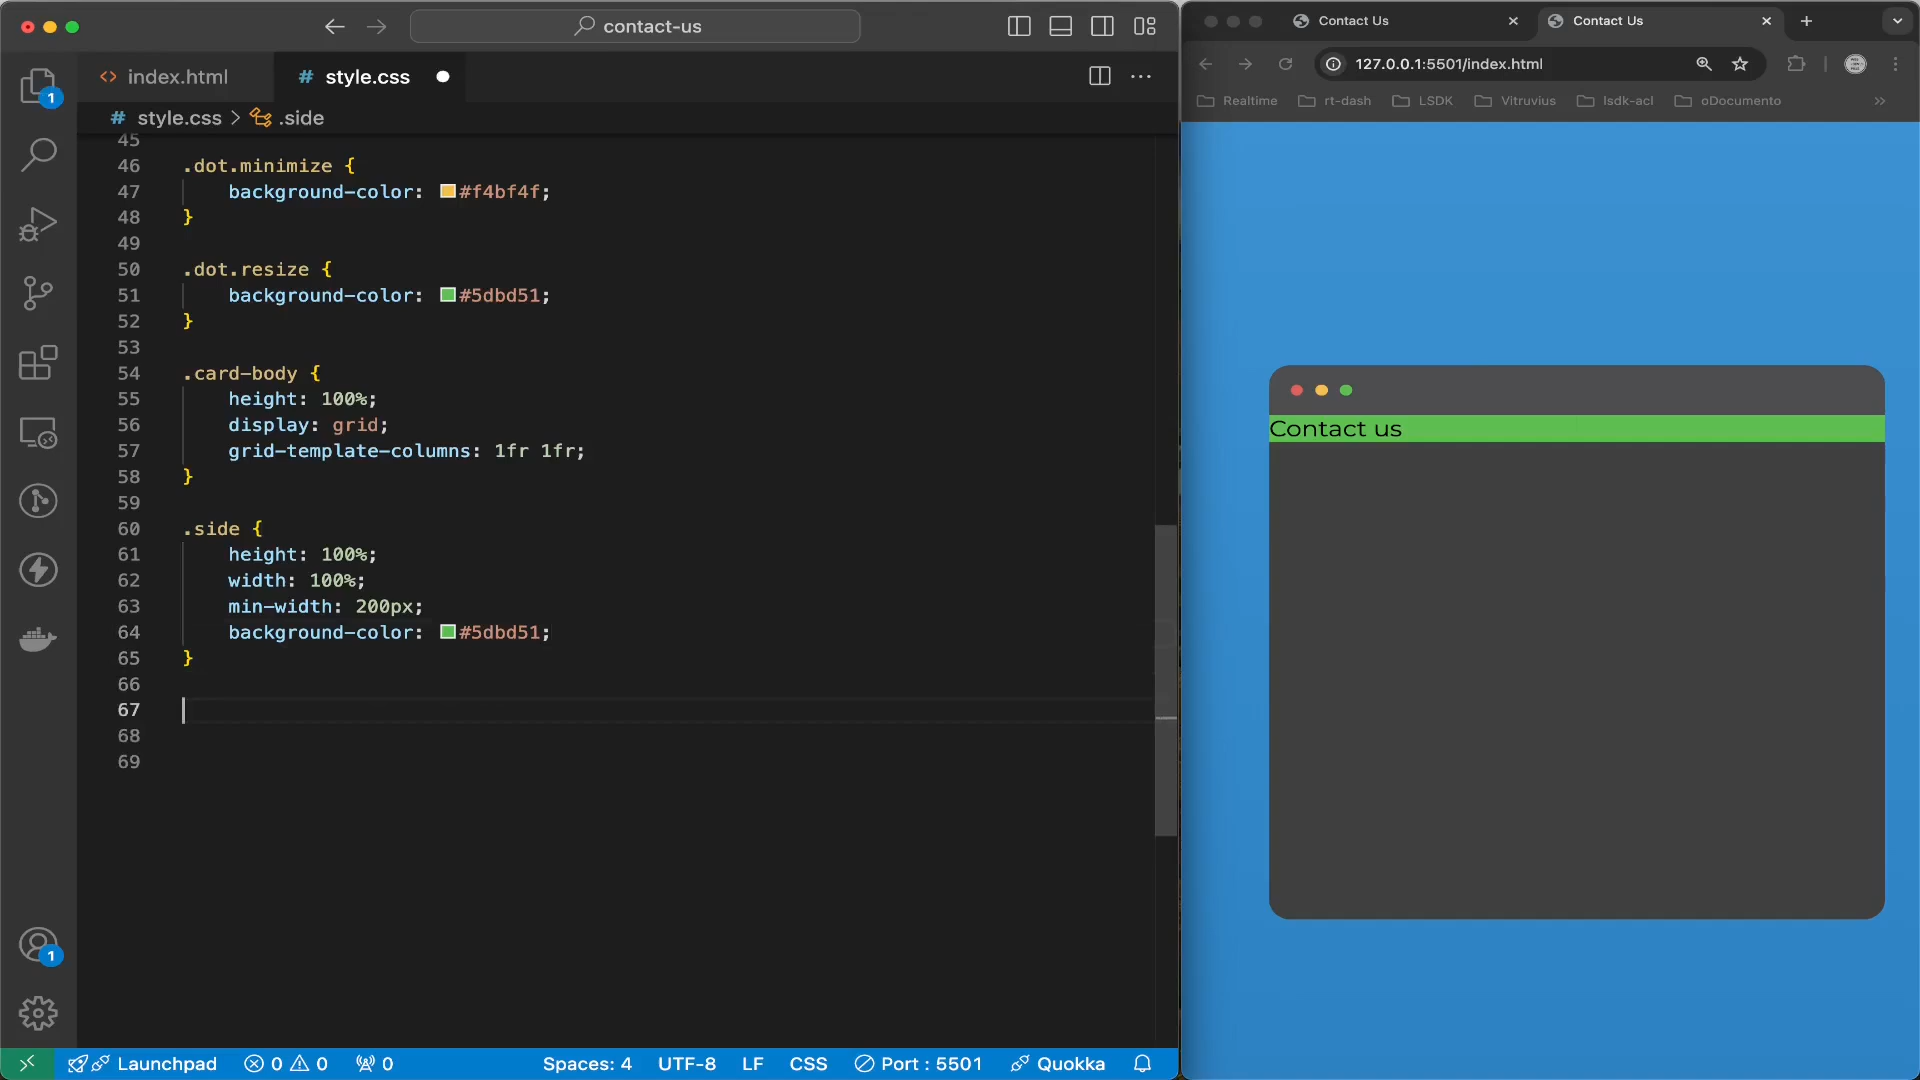 contact-us
index.html
style.css
style.css > .side
45
46 .dot.minimize {
47 background-color: #f4bf4f;
48 }
49
50 .dot.resize {
51 background-color: #5dbd51;
52 }
53
54 .card-body {
55 height: 100%;
56 display: grid;
57 grid-template-columns: 1fr 1fr;
58 }
59
60 .side {
61 height: 100%;
62 width: 100%;
63 min-width: 200px;
64 background-color: #5dbd51;
65 }
66
67
68
69
1
1
Launchpad 0 0 0 Spaces: 4 UTF-8 LF CSS Port : 5501 Quokka
Contact Us Contact Us
127.0.0.1:5501/index.html
Realtime rt-dash LSDK Vitruvius lsdk-acl oDocumento
Contact us